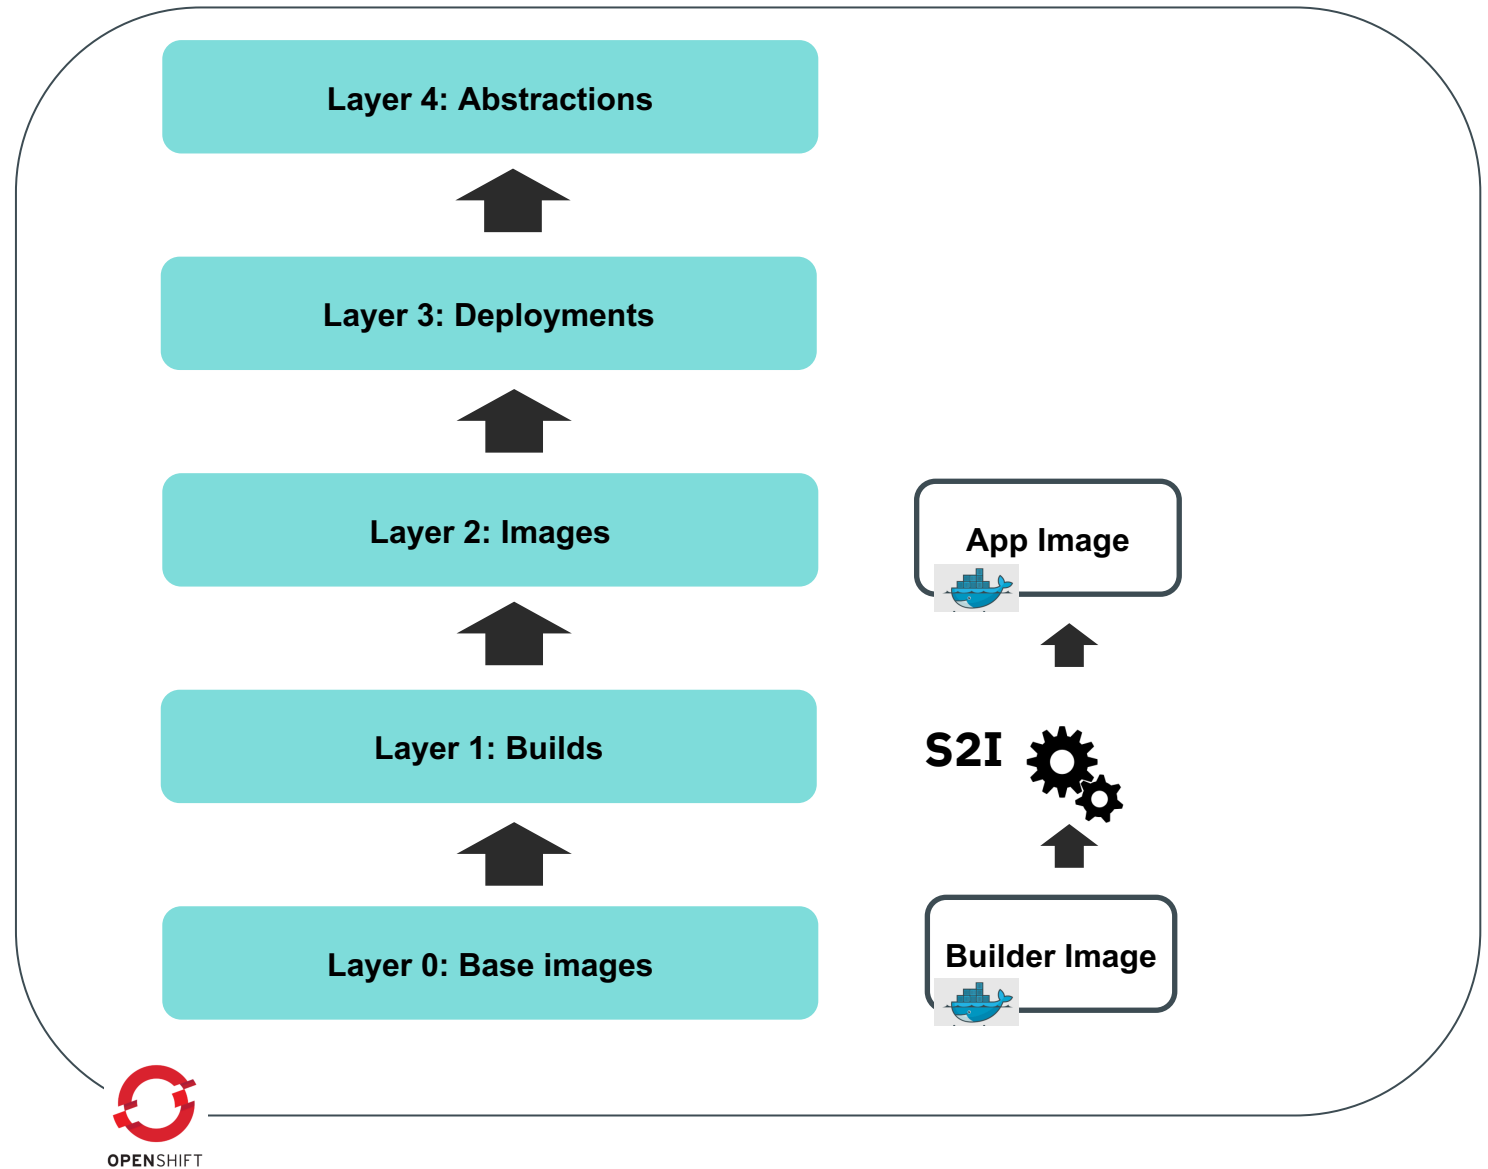 Layer 4: Abstractions
Layer 3: Deployments
Layer 2: Images
App Image
Layer 1: Builds
S2I
Layer 0: Base images
Builder Image
OPENSHIFT